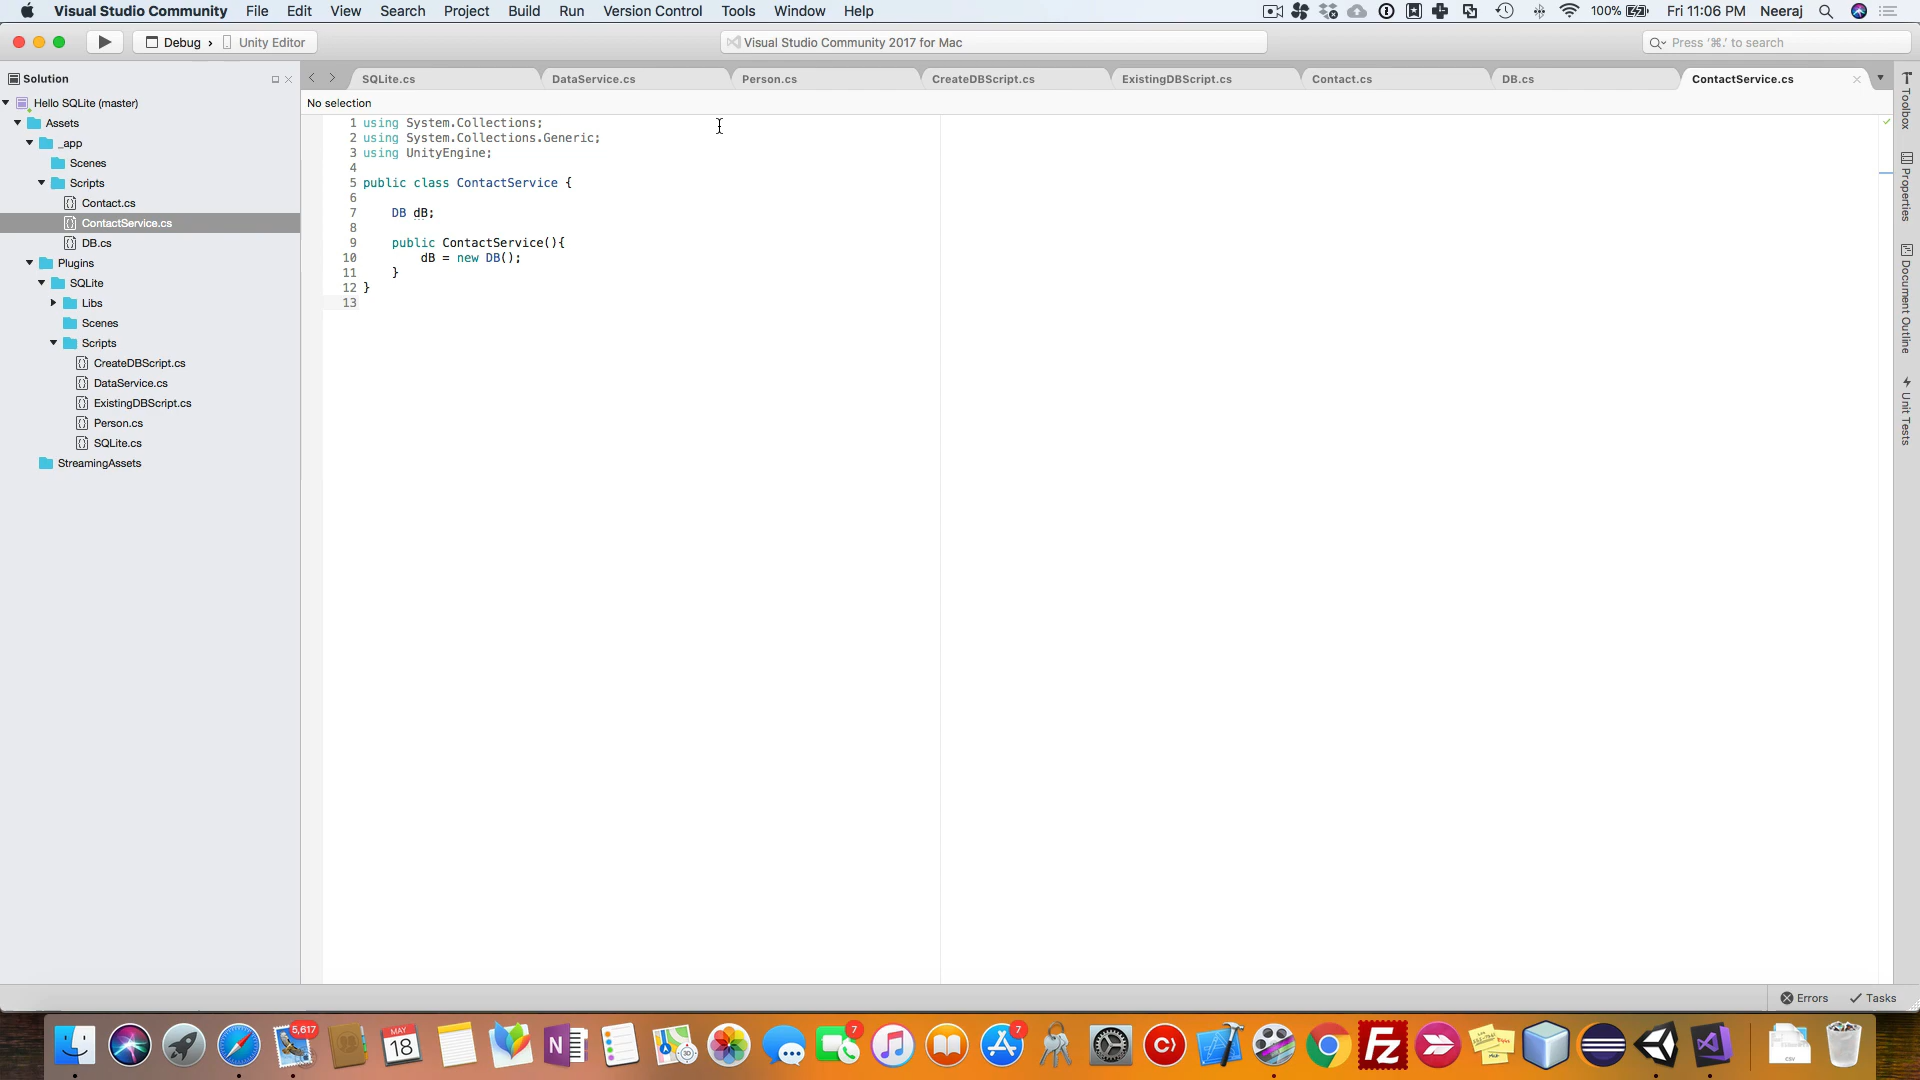 Visual Studio Community File Edit View Search Project Build Run Version Control Tools Window Help 100% Fri 11:06 PM Neeraj
Debug › Unity Editor Visual Studio Community 2017 for Mac Press '⌘.' to search
Solution SQLite.cs DataService.cs Person.cs CreateDBScript.cs ExistingDBScript.cs Contact.cs DB.cs ContactService.cs
Hello SQLite (master)
Assets
_app
Scenes
Scripts
Contact.cs
ContactService.cs
DB.cs
Plugins
SQLite
Libs
Scenes
Scripts
CreateDBScript.cs
DataService.cs
ExistingDBScript.cs
Person.cs
SQLite.cs
StreamingAssets
No selection
1 using System.Collections;
2 using System.Collections.Generic;
3 using UnityEngine;
4
5 public class ContactService {
6
7 DB dB;
8
9 public ContactService(){
10 dB = new DB();
11 }
12 }
13
Toolbox
Properties
Document Outline
Unit Tests
Errors Tasks
5,617
MAY
18
N
3D
7
7
C)
FZ
CSV